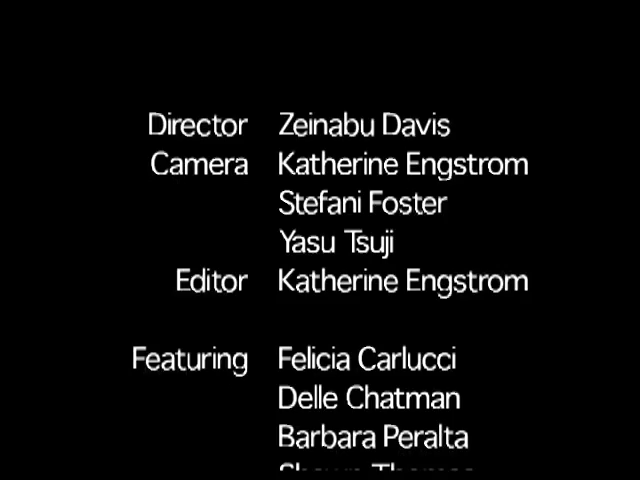 Director Zeinabu Davis
Camera Katherine Engstrom
Stefani Foster
Yasu Tsuji
Editor Katherine Engstrom
Featuring Felicia Carlucci
Delle Chatman
Barbara Peralta